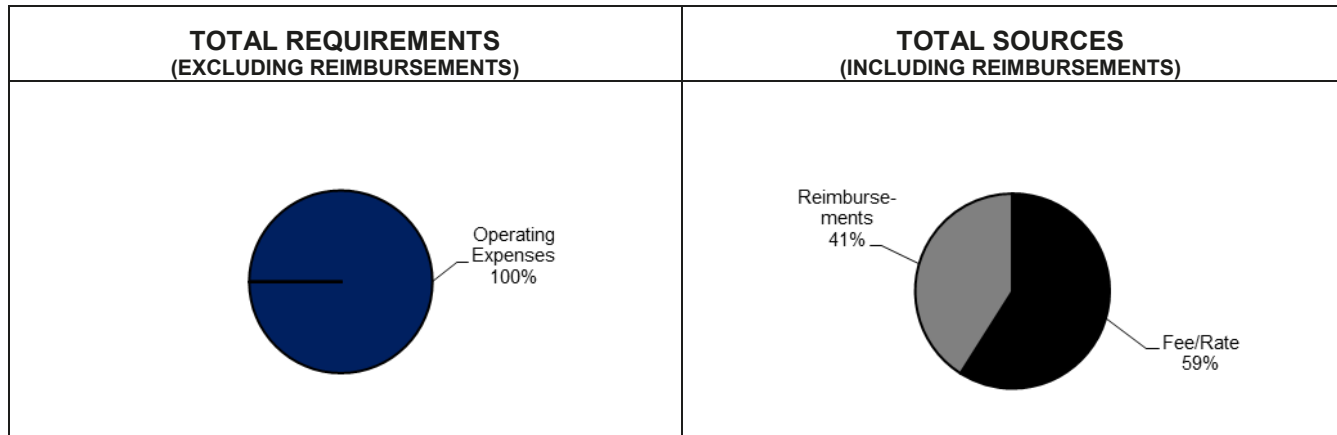 TOTAL REQUIREMENTS
(EXCLUDING REIMBURSEMENTS)
TOTAL SOURCES
(INCLUDING REIMBURSEMENTS)
Operating
Expenses
100%
Reimburse-
ments
41%
Fee/Rate
59%